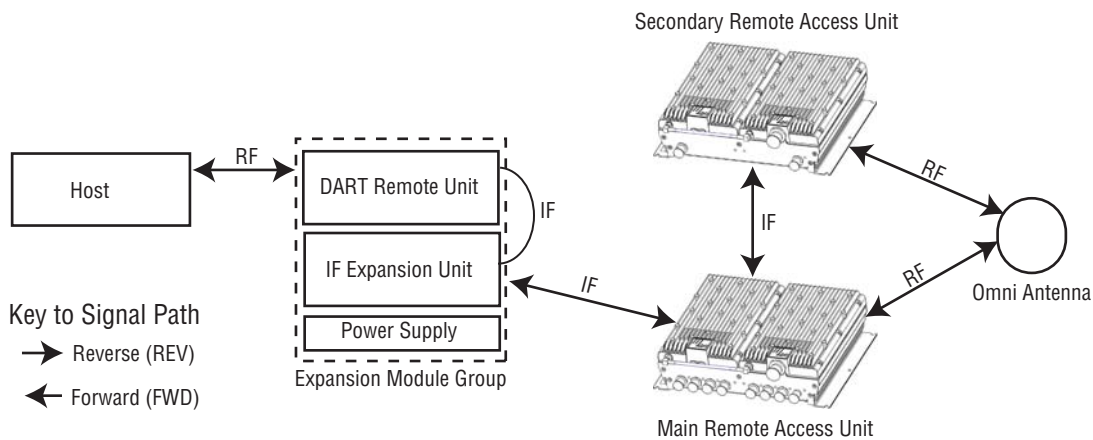 Secondary Remote Access Unit
Host
RF
DART Remote Unit
IF
IF Expansion Unit
Power Supply
Expansion Module Group
IF
IF
RF
RF
Omni Antenna
Main Remote Access Unit
Key to Signal Path
Reverse (REV)
Forward (FWD)